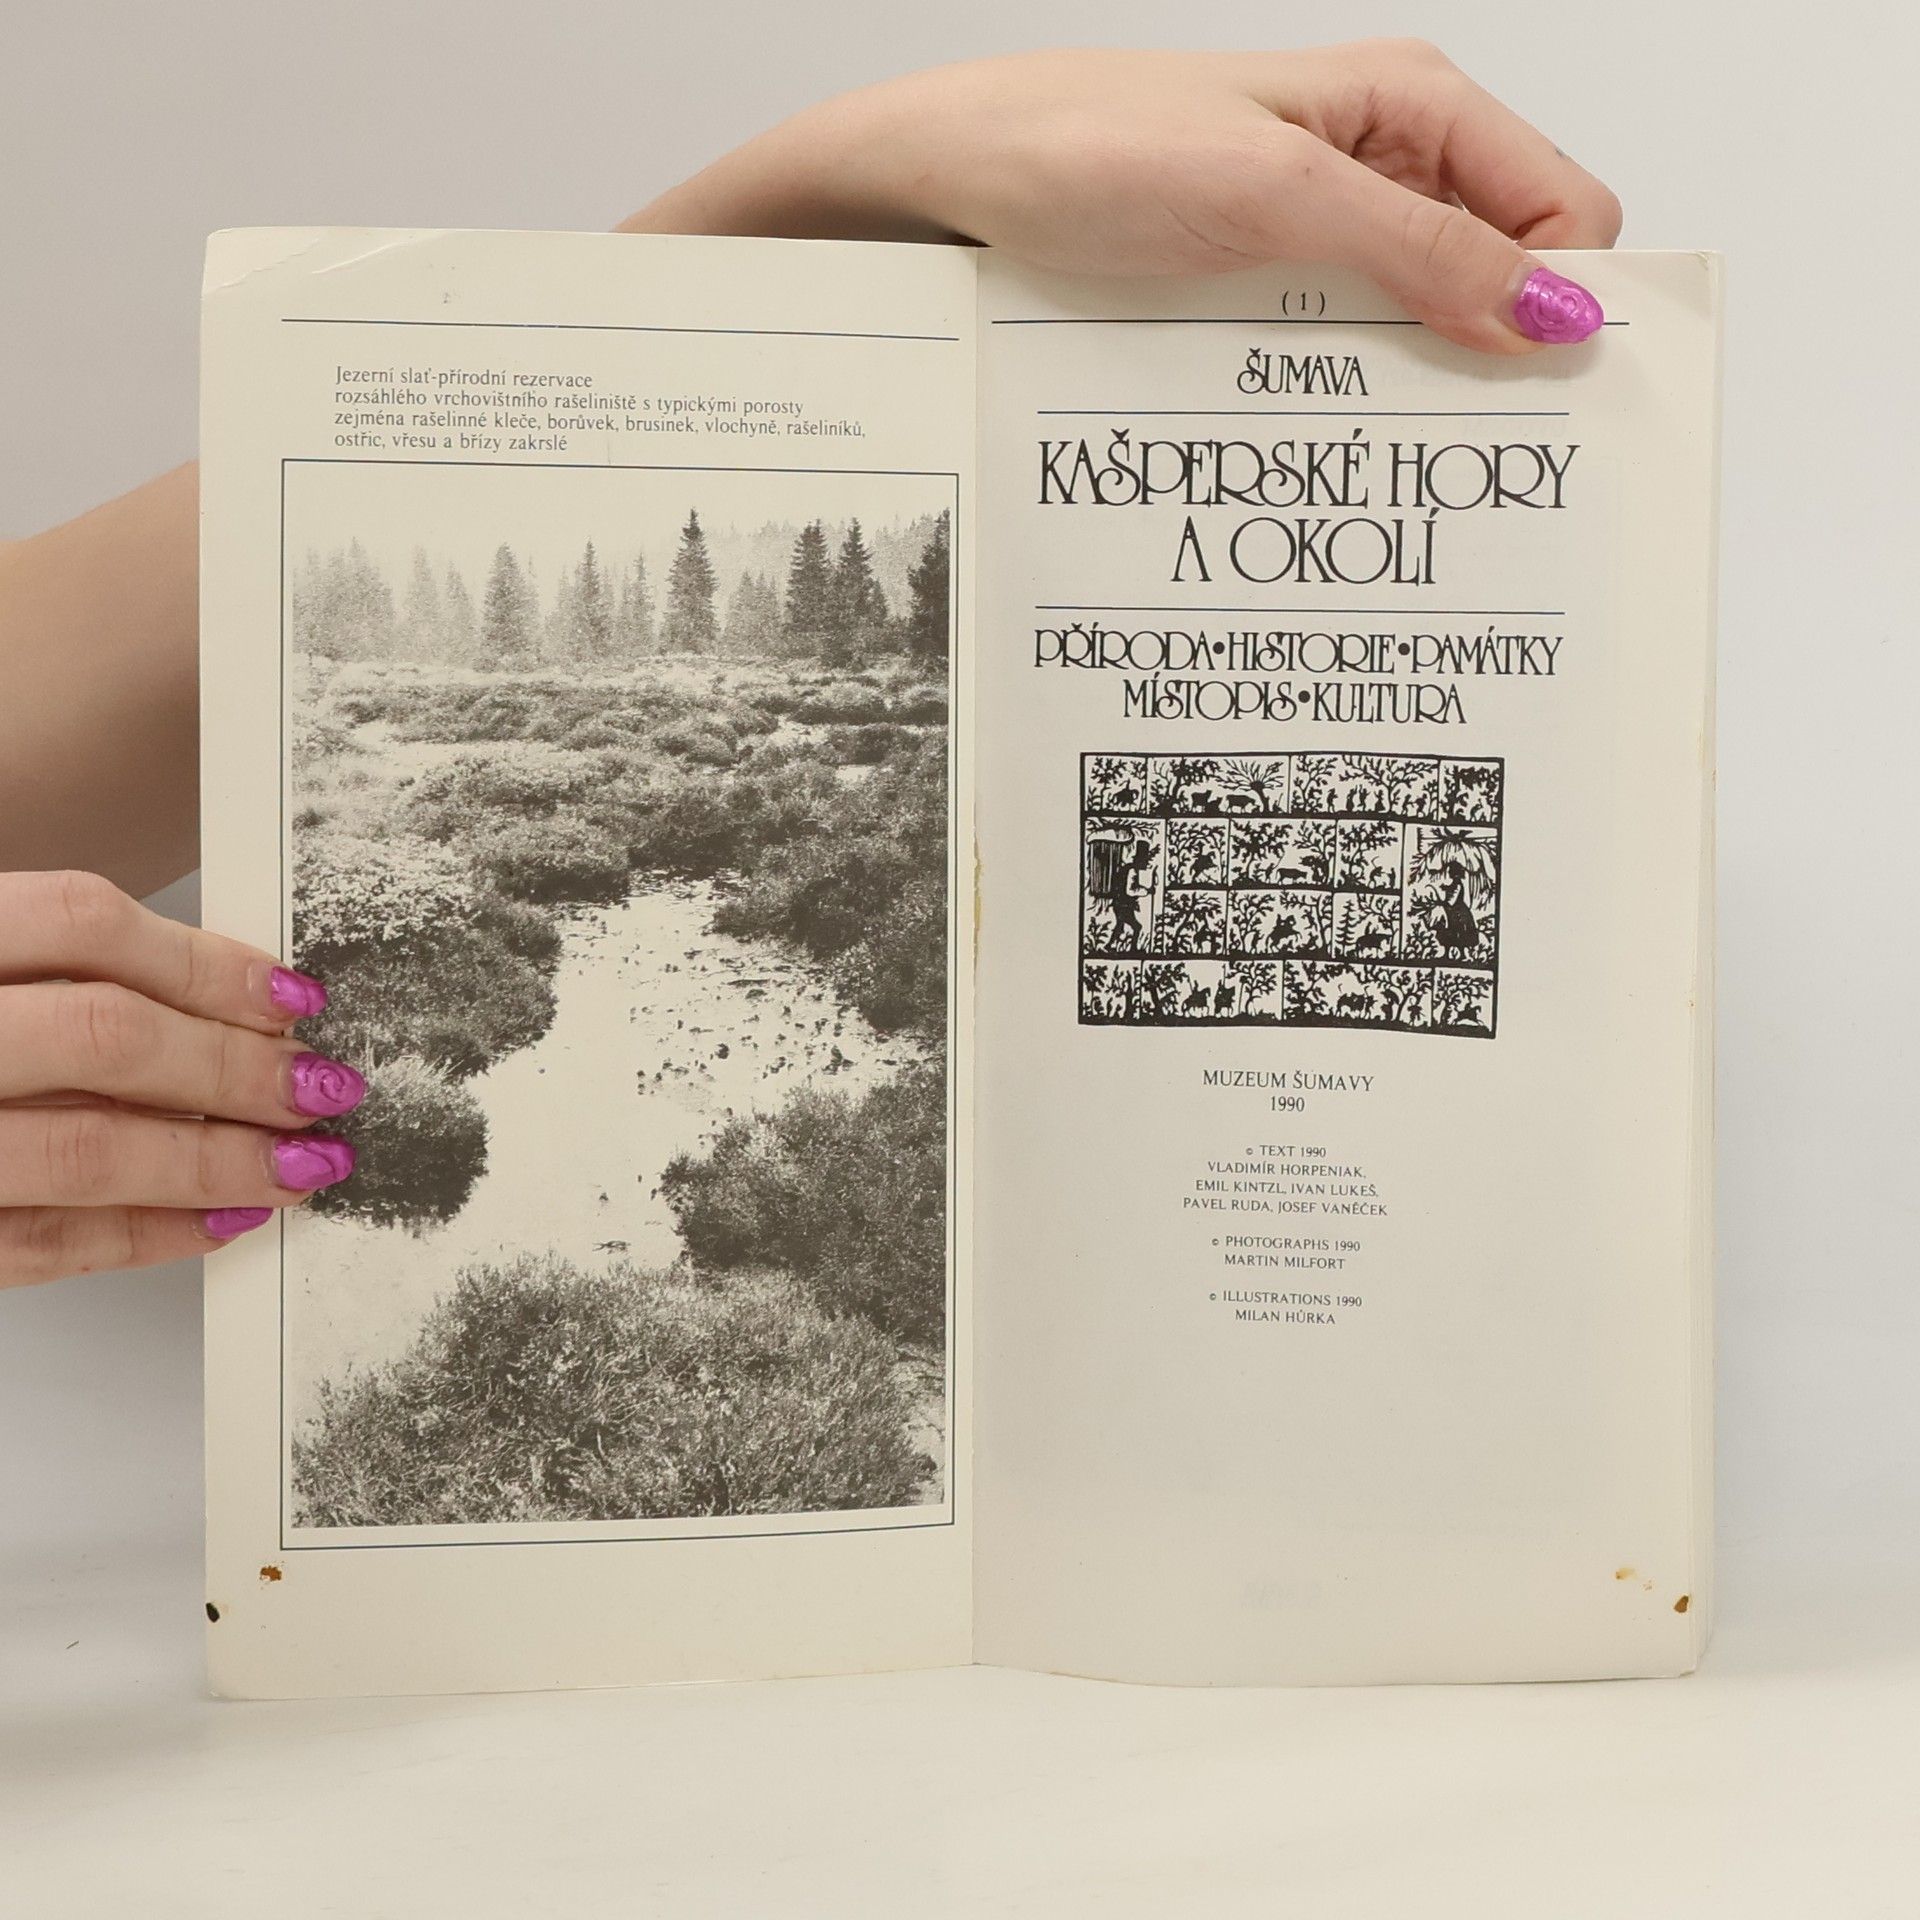 Jezerní slať-přírodní rezervace
rozsáhlého vrchovištního rašeliniště s typickými porosty
zejména rašelinné kleče, borůvek, brusinek, vlochyně, rašeliníků,
ostřic, vřesu a břízy zakrslé
( 1 )
ŠUMAVA
KAŠPERSKÉ HORY
A OKOLÍ
PŘÍRODA•HISTORIE•PAMÁTKY
MÍSTOPIS•KULTURA
MUZEUM ŠUMAVY
1990
© TEXT 1990
VLADIMÍR HORPENIAK,
EMIL KINTZL, IVAN LUKEŠ,
PAVEL RUDA, JOSEF VANĚČEK
© PHOTOGRAPHS 1990
MARTIN MILFORT
© ILLUSTRATIONS 1990
MILAN HŮRKA